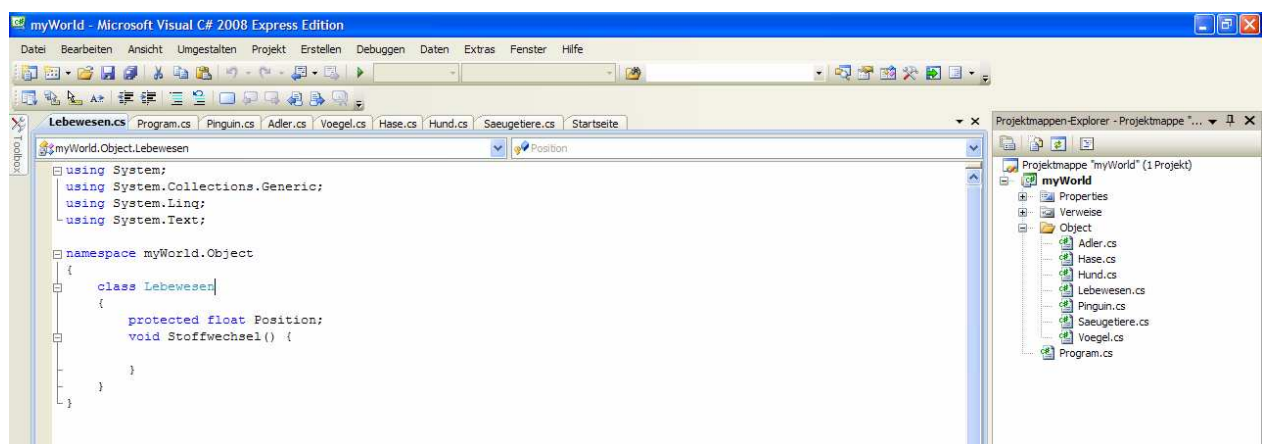 myWorld - Microsoft Visual C# 2008 Express Edition
Datei Bearbeiten Ansicht Umgestalten Projekt Erstellen Debuggen Daten Extras Fenster Hilfe
Lebewesen.cs Program.cs Pinguin.cs Adler.cs Voegel.cs Hase.cs Hund.cs Saeugetiere.cs Startseite
myWorld.Object.Lebewesen Position
Toolbox
using System;
using System.Collections.Generic;
using System.Linq;
using System.Text;
namespace myWorld.Object
{
class Lebewesen
{
protected float Position;
void Stoffwechsel() {
}
}
}
Projektmappen-Explorer - Projektmappe "...
Projektmappe "myWorld" (1 Projekt)
myWorld
Properties
Verweise
Object
Adler.cs
Hase.cs
Hund.cs
Lebewesen.cs
Pinguin.cs
Saeugetiere.cs
Voegel.cs
Program.cs